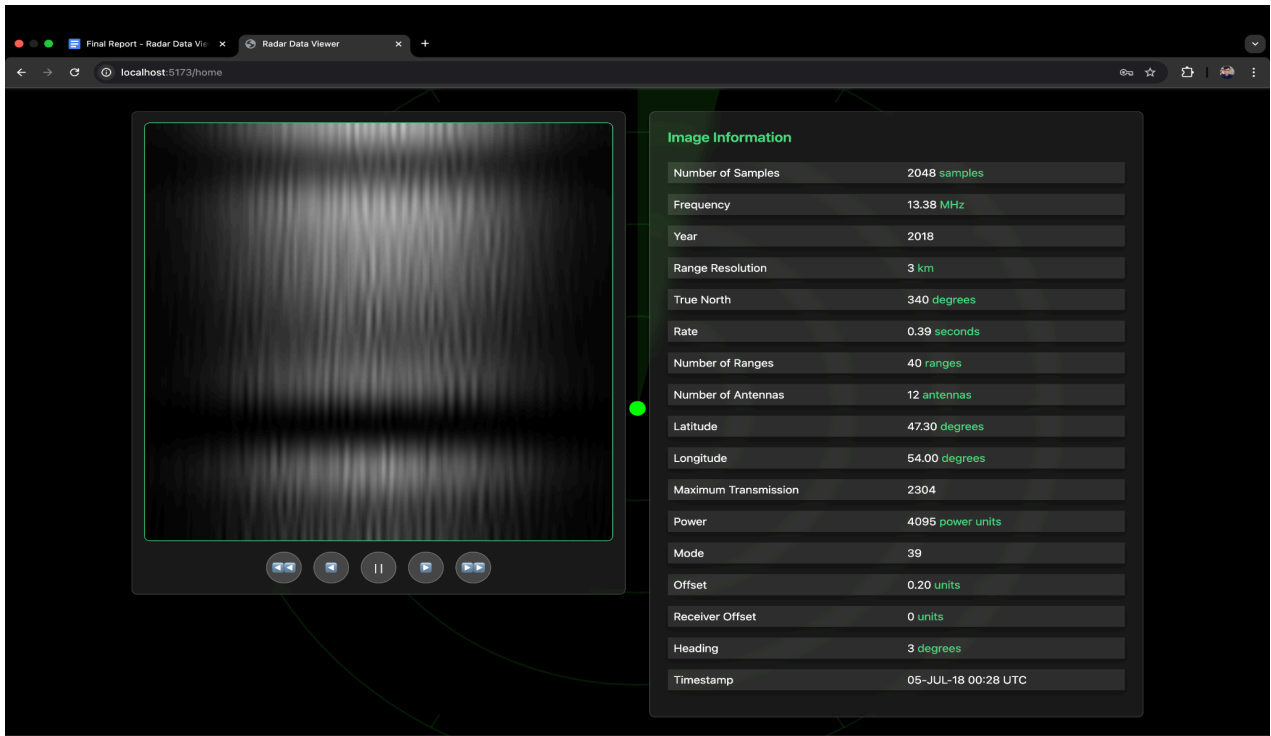 Final Report - Radar Data Vie
Radar Data Viewer
localhost:5173/home
Image Information
Number of Samples 2048 samples
Frequency 13.38 MHz
Year 2018
Range Resolution 3 km
True North 340 degrees
Rate 0.39 seconds
Number of Ranges 40 ranges
Number of Antennas 12 antennas
Latitude 47.30 degrees
Longitude 54.00 degrees
Maximum Transmission 2304
Power 4095 power units
Mode 39
Offset 0.20 units
Receiver Offset 0 units
Heading 3 degrees
Timestamp 05-JUL-18 00:28 UTC